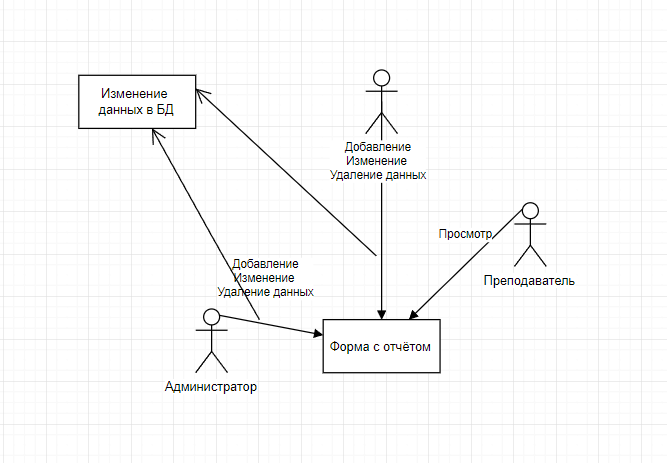 Изменение
данных в БД
Добавление
Изменение
Удаление данных
Просмотр
Преподаватель
Добавление
Изменение
Удаление данных
Форма с отчётом
Администратор